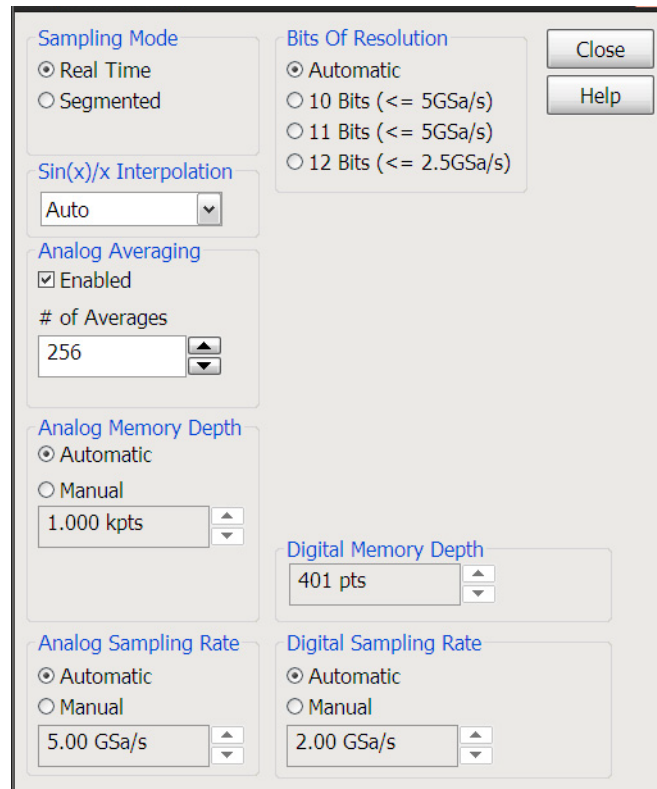 Sampling Mode
Real Time
Segmented
Bits Of Resolution
Automatic
10 Bits (<= 5GSa/s)
11 Bits (<= 5GSa/s)
12 Bits (<= 2.5GSa/s)
Close
Help
Sin(x)/x Interpolation
Auto
Analog Averaging
Enabled
# of Averages
256
Analog Memory Depth
Automatic
Manual
1.000 kpts
Digital Memory Depth
401 pts
Analog Sampling Rate
Automatic
Manual
5.00 GSa/s
Digital Sampling Rate
Automatic
Manual
2.00 GSa/s